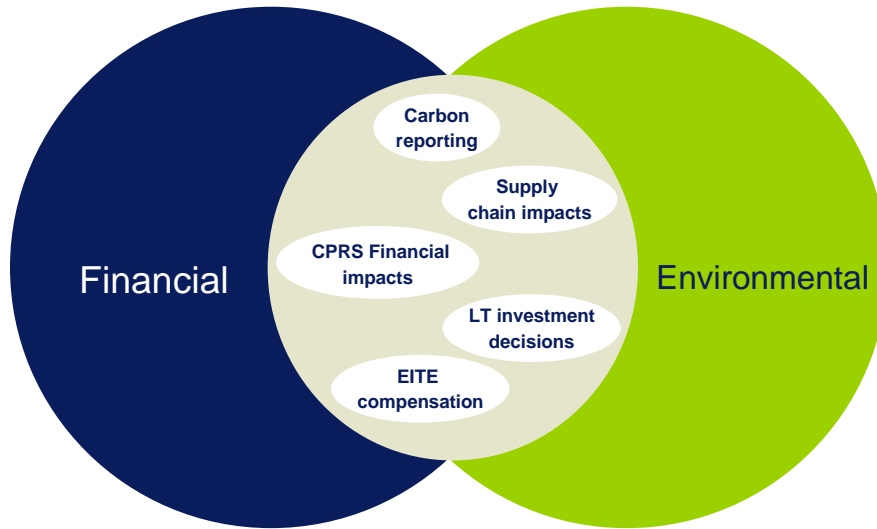 Carbon
reporting
Supply
chain impacts
CPRS Financial
impacts
Financial
Environmental
LT investment
decisions
EITE
compensation